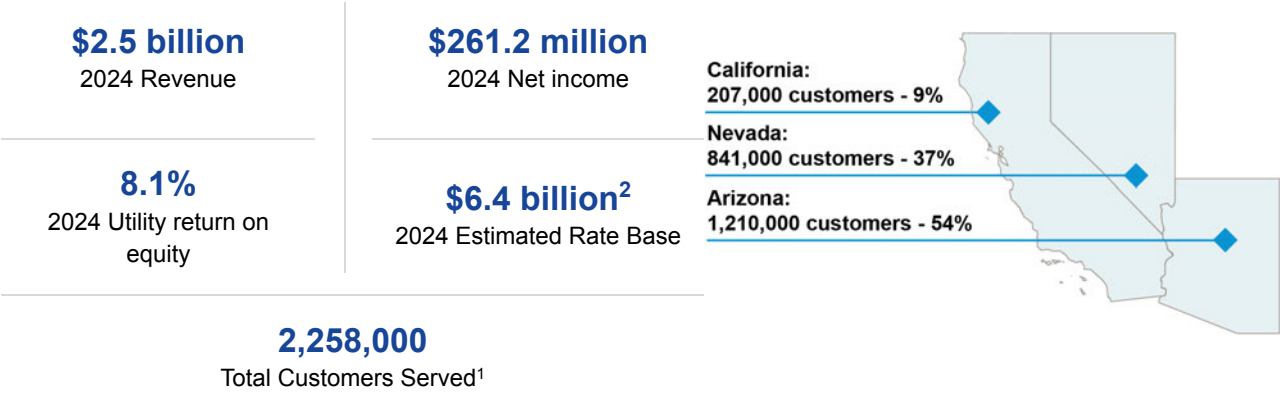 $2.5 billion
2024 Revenue
$261.2 million
2024 Net income
8.1%
2024 Utility return on
equity
$6.4 billion²
2024 Estimated Rate Base
2,258,000
Total Customers Served¹
California:
207,000 customers - 9%
Nevada:
841,000 customers - 37%
Arizona:
1,210,000 customers - 54%